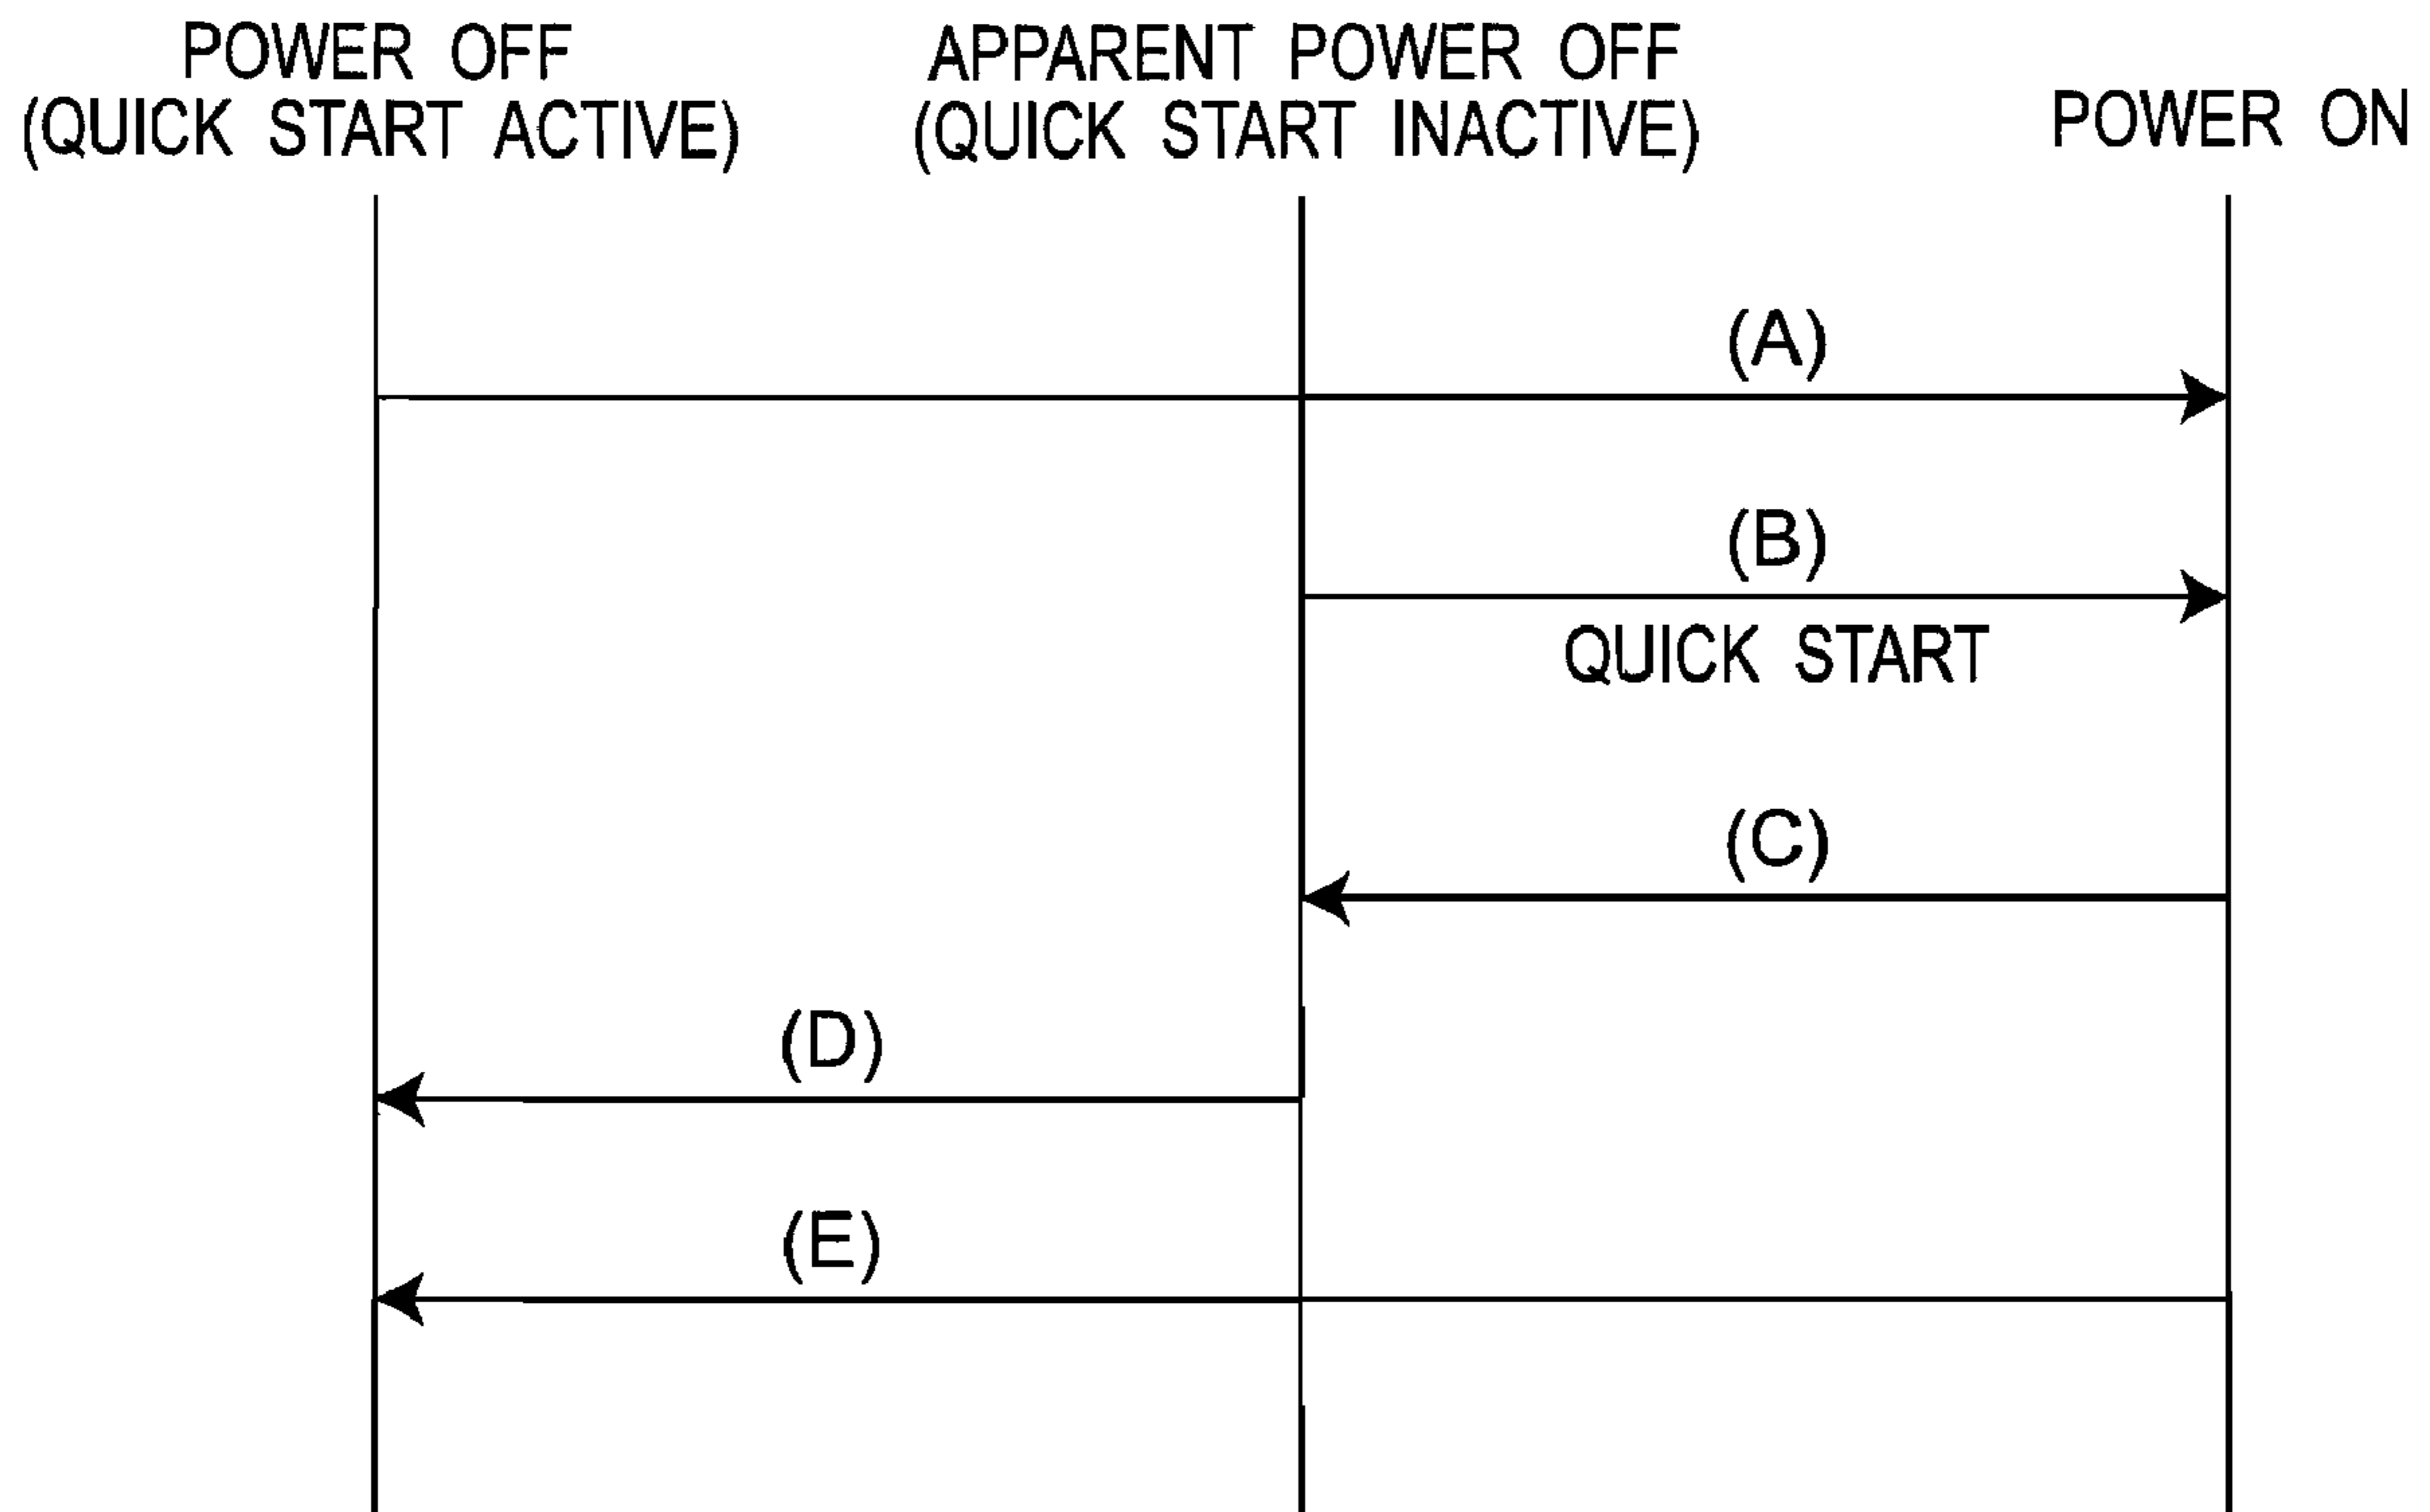 POWER OFF
(QUICK START ACTIVE)
APPARENT POWER OFF
(QUICK START INACTIVE)
POWER ON
(A)
(B)
QUICK START
(C)
(D)
(E)